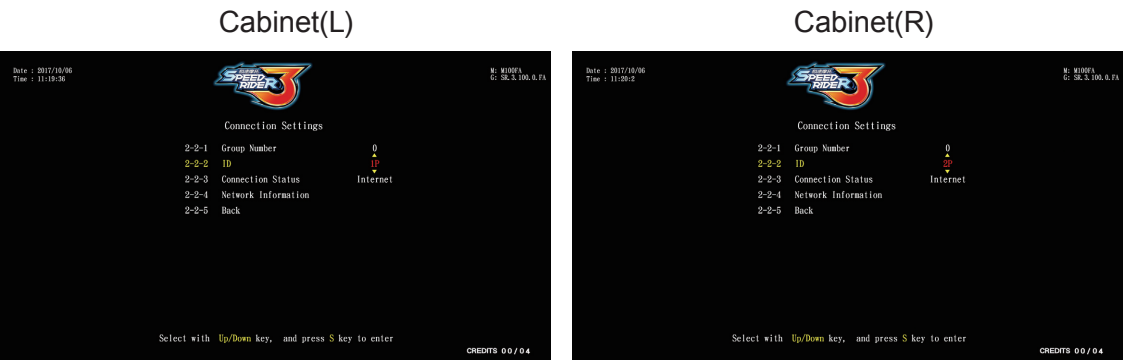 Cabinet(L)
Date : 2017/10/06
Time : 11:19:36
SPEED
RIDER 3
M: M100FA
G: SR.3.100.0.FA
Connection Settings
2-2-1 Group Number 0
2-2-2 ID 1P
2-2-3 Connection Status Internet
2-2-4 Network Information
2-2-5 Back
Select with Up/Down key, and press S key to enter
CREDITS 00/04
Cabinet(R)
Date : 2017/10/06
Time : 11:20:2
SPEED
RIDER 3
M: M100FA
G: SR.3.100.0.FA
Connection Settings
2-2-1 Group Number 0
2-2-2 ID 2P
2-2-3 Connection Status Internet
2-2-4 Network Information
2-2-5 Back
Select with Up/Down key, and press S key to enter
CREDITS 00/04